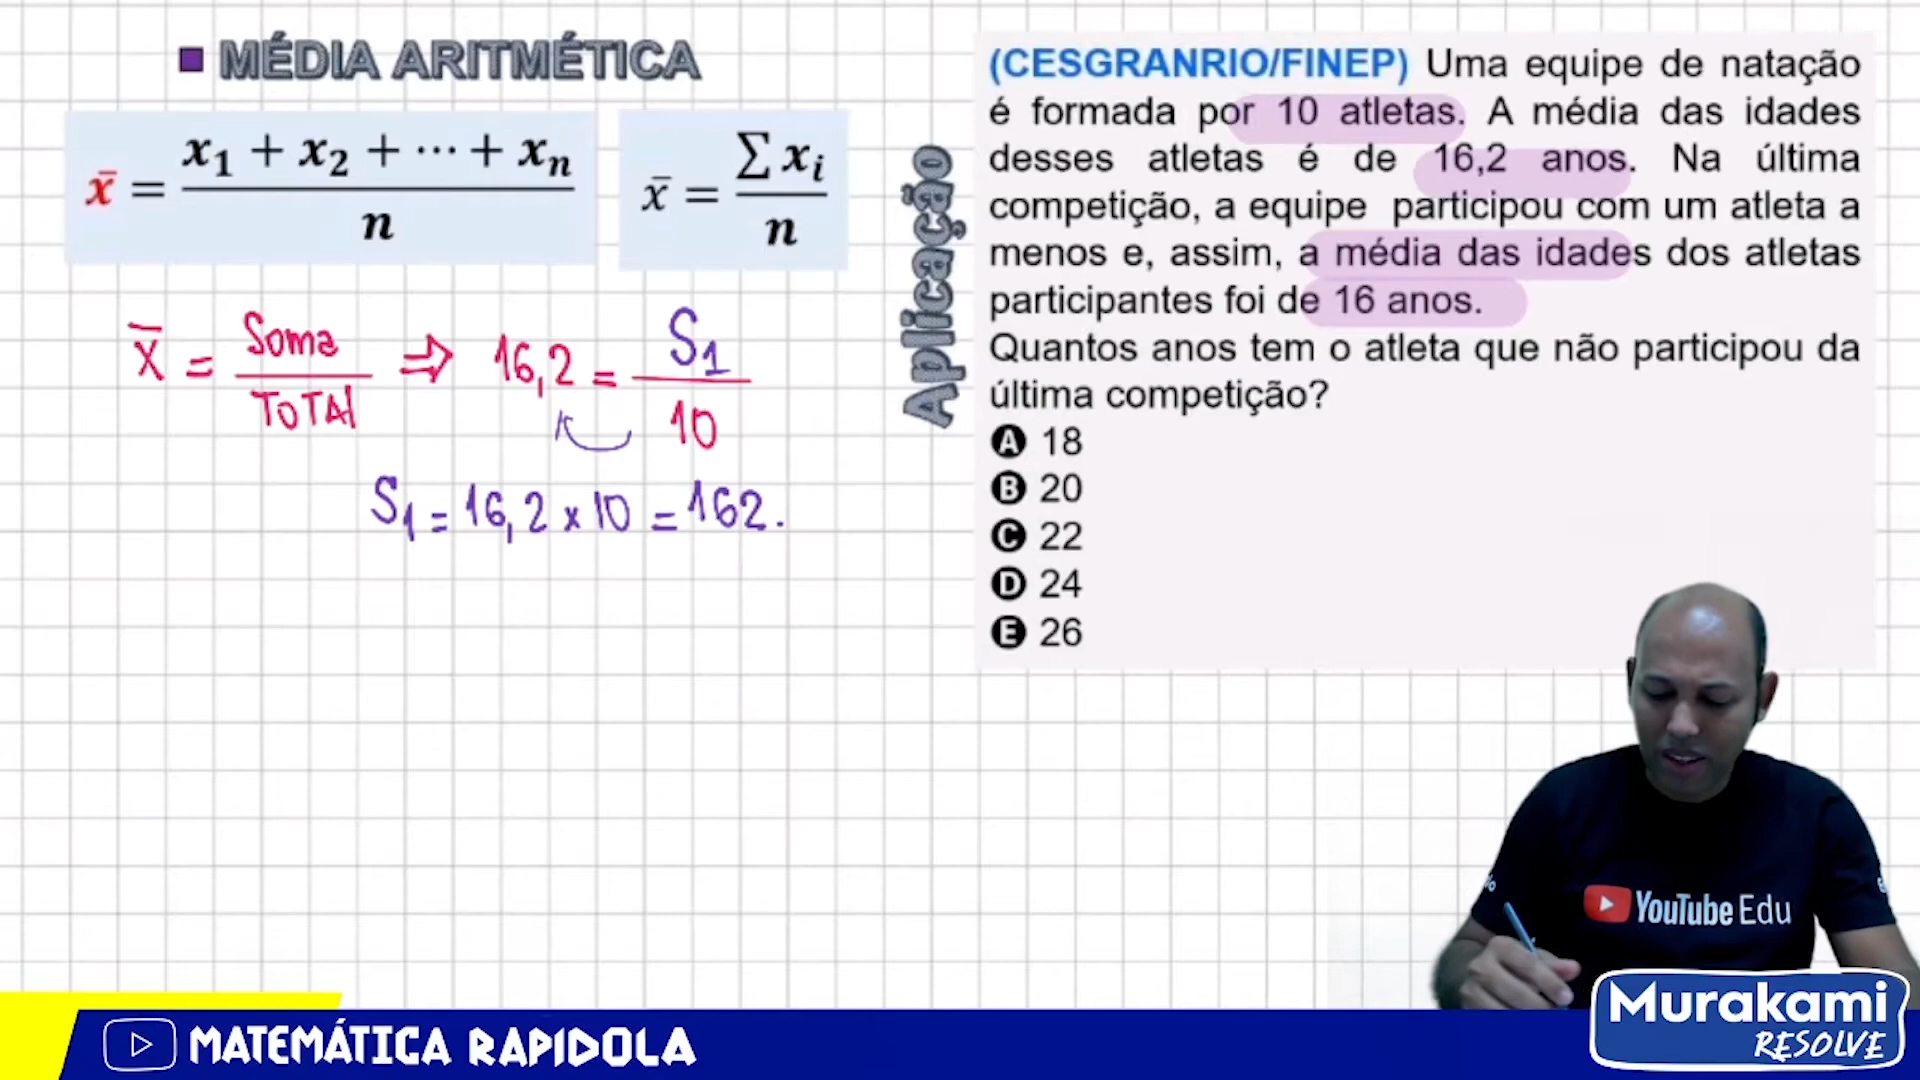 MÉDIA ARITMÉTICA
x̄ = (x₁ + x₂ + ⋯ + xₙ) / n
x̄ = ∑ xᵢ / n
X̄ = Soma / TOTAl ⇒ 16,2 = S₁ / 10
S₁ = 16,2 × 10 = 162.
Aplicação
(CESGRANRIO/FINEP) Uma equipe de natação
é formada por 10 atletas. A média das idades
desses atletas é de 16,2 anos. Na última
competição, a equipe participou com um atleta a
menos e, assim, a média das idades dos atletas
participantes foi de 16 anos.
Quantos anos tem o atleta que não participou da
última competição?
A 18
B 20
C 22
D 24
E 26
YouTube Edu
MATEMÁTICA RAPIDOLA
Murakami
RESOLVE